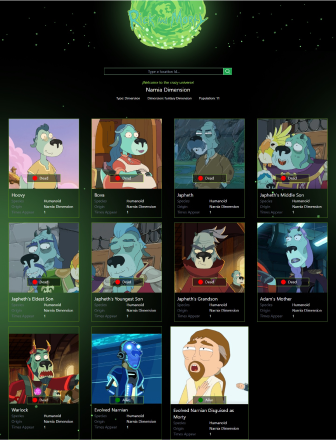 Rick and Morty
Type a location id...
¡Welcome to the crazy universe!
Narnia Dimension
Type: Dimension Dimension: Fantasy Dimension Population: 11
Dead Dead Dead Dead
Hoovy Bova Japheth Japheth's Middle Son
Species Humanoid Species Humanoid Species Humanoid Species Humanoid
Origin Narnia Dimension Origin Narnia Dimension Origin Narnia Dimension Origin Narnia Dimension
Times Appear 1 Times Appear 1 Times Appear 1 Times Appear 1
Dead Dead Dead Dead
Japheth's Eldest Son Japheth's Youngest Son Japheth's Grandson Adam's Mother
Species Humanoid Species Humanoid Species Humanoid Species Humanoid
Origin Narnia Dimension Origin Narnia Dimension Origin Narnia Dimension Origin Narnia Dimension
Times Appear 1 Times Appear 1 Times Appear 1 Times Appear 1
Dead Alive Alive
Warlock Evolved Narnian Evolved Narnian Disguised as
Morty
Species Humanoid Species Humanoid Species Humanoid
Origin Narnia Dimension Origin Narnia Dimension Origin Narnia Dimension
Times Appear 1 Times Appear 1 Times Appear 1